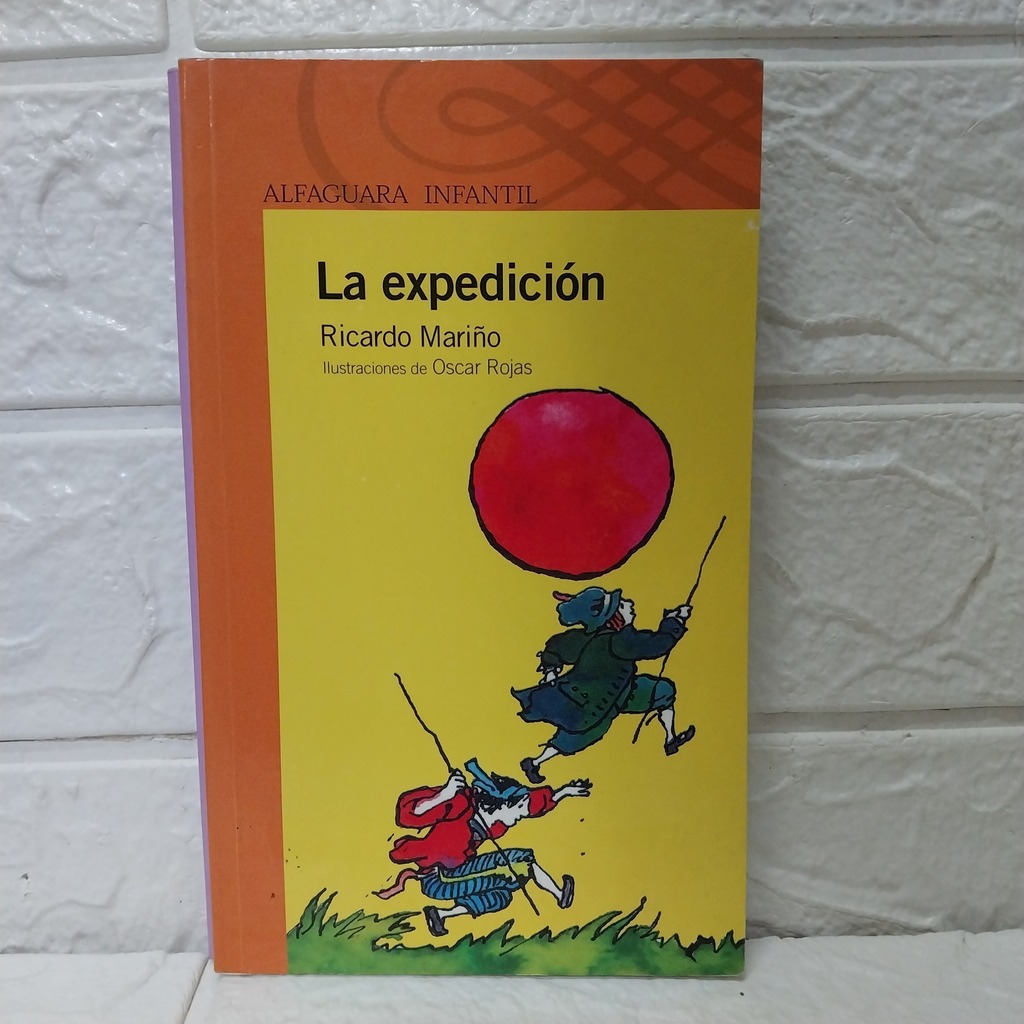 ALFAGUARA INFANTIL
La expedición
Ricardo Mariño
Ilustraciones de Oscar Rojas